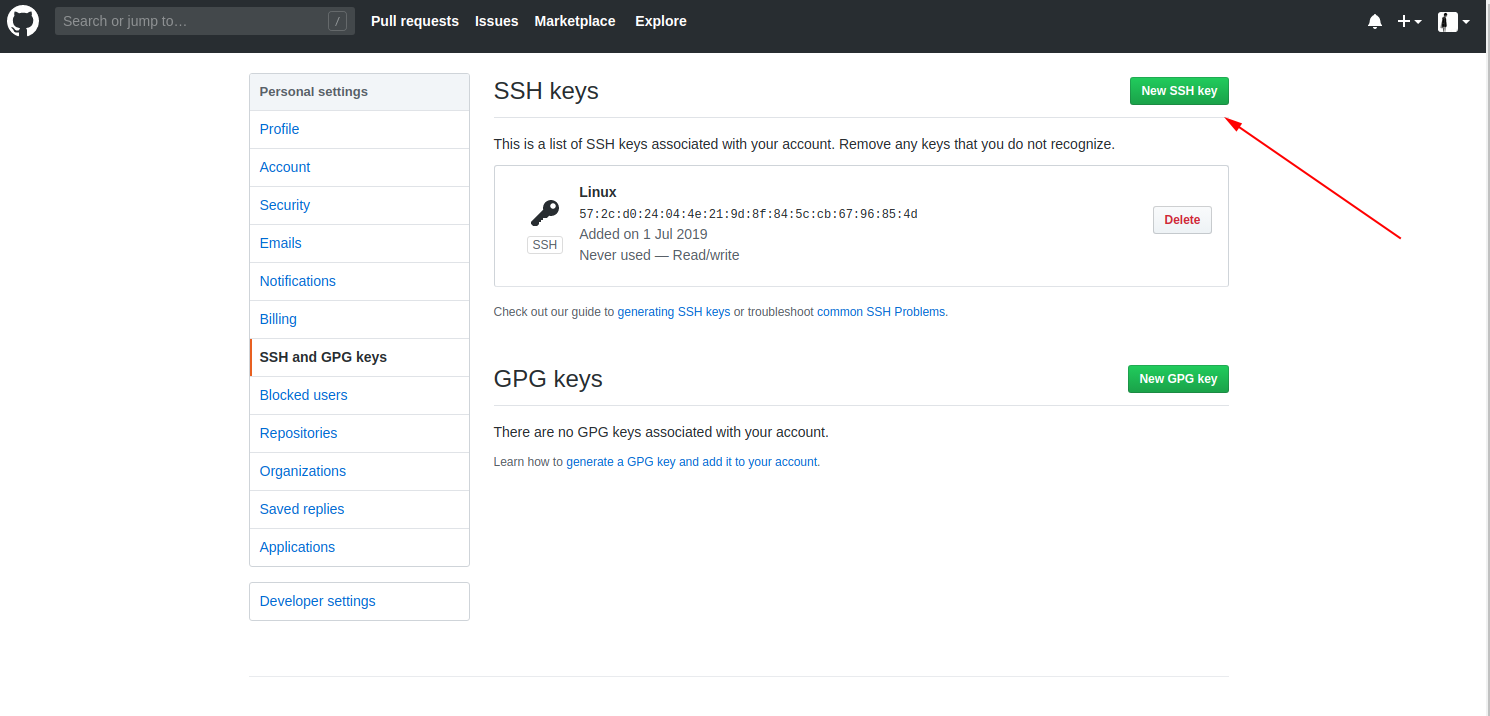 Search or jump to… /
Pull requests Issues Marketplace Explore
Personal settings
Profile
Account
Security
Emails
Notifications
Billing
SSH and GPG keys
Blocked users
Repositories
Organizations
Saved replies
Applications
Developer settings
SSH keys
New SSH key
This is a list of SSH keys associated with your account. Remove any keys that you do not recognize.
Linux
57:2c:d0:24:04:4e:21:9d:8f:84:5c:cb:67:96:85:4d
Added on 1 Jul 2019
Never used — Read/write
SSH
Delete
Check out our guide to generating SSH keys or troubleshoot common SSH Problems.
GPG keys
New GPG key
There are no GPG keys associated with your account.
Learn how to generate a GPG key and add it to your account.